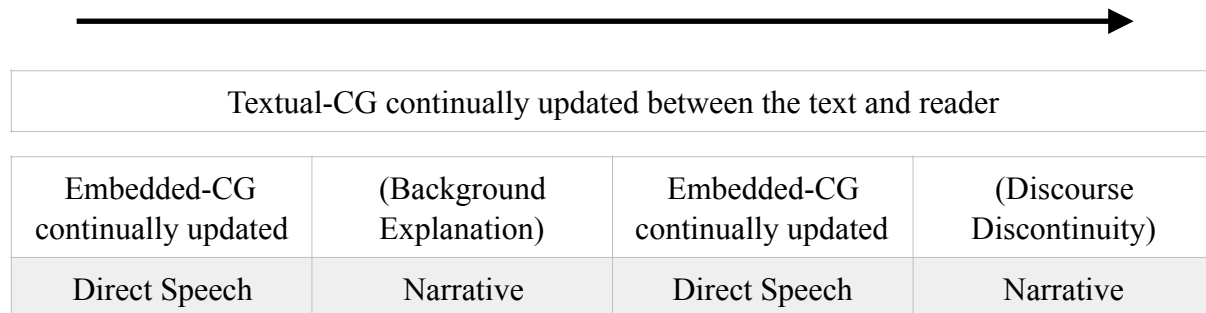 Textual-CG continually updated between the text and reader
Embedded-CG (Background Embedded-CG (Discourse
continually updated Explanation) continually updated Discontinuity)
Direct Speech Narrative Direct Speech Narrative